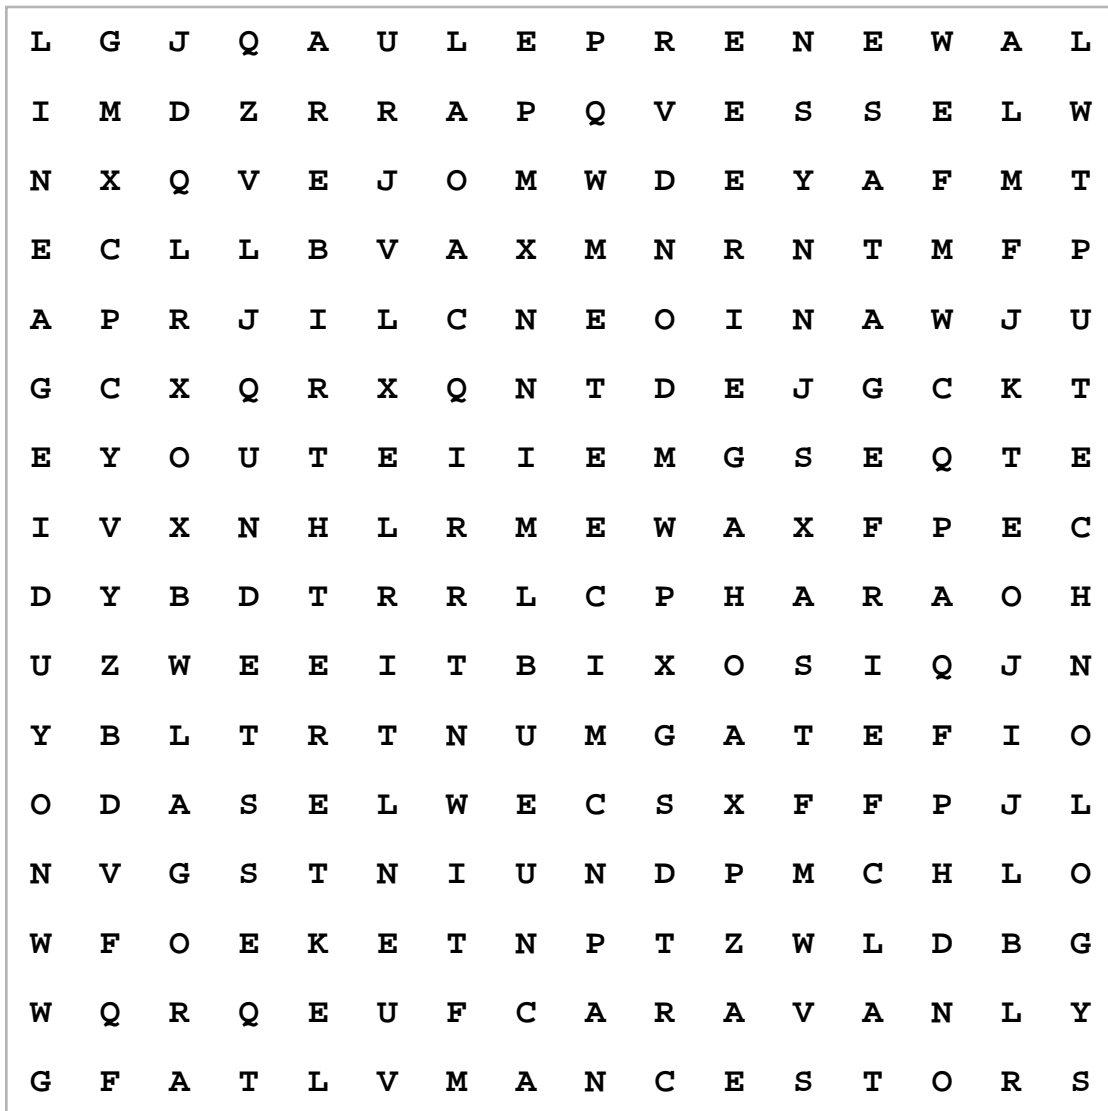 L G J Q A U L E P R E N E W A L
I M D Z R R A P Q V E S S E L W
N X Q V E J O M W D E Y A F M T
E C L L B V A X M N R N T M F P
A P R J I L C N E O I N A W J U
G C X Q R X Q N T D E J G C K T
E Y O U T E I I E M G S E Q T E
I V X N H L R M E W A X F P E C
D Y B D T R R L C P H A R A O H
U Z W E E I T B I X O S I Q J N
Y B L T R T N U M G A T E F I O
O D A S E L W E C S X F F P J L
N V G S T N I U N D P M C H L O
W F O E K E T N P T Z W L D B G
W Q R Q E U F C A R A V A N L Y
G F A T L V M A N C E S T O R S